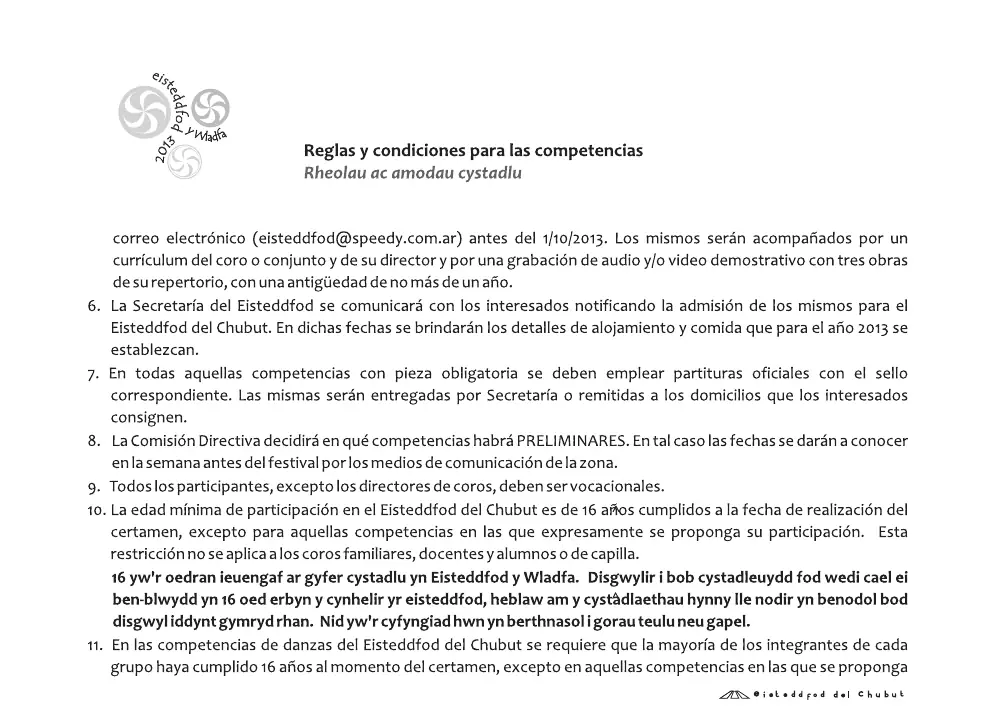 eisteddfod
y Wladfa
2013
Reglas y condiciones para las competencias
Rheolau ac amodau cystadlu
correo electrónico (eisteddfod@speedy.com.ar) antes del 1/10/2013. Los mismos serán acompañados por un
currículum del coro o conjunto y de su director y por una grabación de audio y/o video demostrativo con tres obras
de su repertorio, con una antigüedad de no más de un año.
6. La Secretaría del Eisteddfod se comunicará con los interesados notificando la admisión de los mismos para el
Eisteddfod del Chubut. En dichas fechas se brindarán los detalles de alojamiento y comida que para el año 2013 se
establezcan.
7. En todas aquellas competencias con pieza obligatoria se deben emplear partituras oficiales con el sello
correspondiente. Las mismas serán entregadas por Secretaría o remitidas a los domicilios que los interesados
consignen.
8. La Comisión Directiva decidirá en qué competencias habrá PRELIMINARES. En tal caso las fechas se darán a conocer
en la semana antes del festival por los medios de comunicación de la zona.
9. Todos los participantes, excepto los directores de coros, deben ser vocacionales.
10. La edad mínima de participación en el Eisteddfod del Chubut es de 16 años cumplidos a la fecha de realización del
certamen, excepto para aquellas competencias en las que expresamente se proponga su participación. Esta
restricción no se aplica a los coros familiares, docentes y alumnos o de capilla.
16 yw'r oedran ieuengaf ar gyfer cystadlu yn Eisteddfod y Wladfa. Disgwylir i bob cystadleuydd fod wedi cael ei
ben-blwydd yn 16 oed erbyn y cynhelir yr eisteddfod, heblaw am y cystadlaethau hynny lle nodir yn benodol bod
disgwyl iddynt gymryd rhan. Nid yw'r cyfyngiad hwn yn berthnasol i gorau teulu neu gapel.
11. En las competencias de danzas del Eisteddfod del Chubut se requiere que la mayoría de los integrantes de cada
grupo haya cumplido 16 años al momento del certamen, excepto en aquellas competencias en las que se proponga
eisteddfod del Chubut